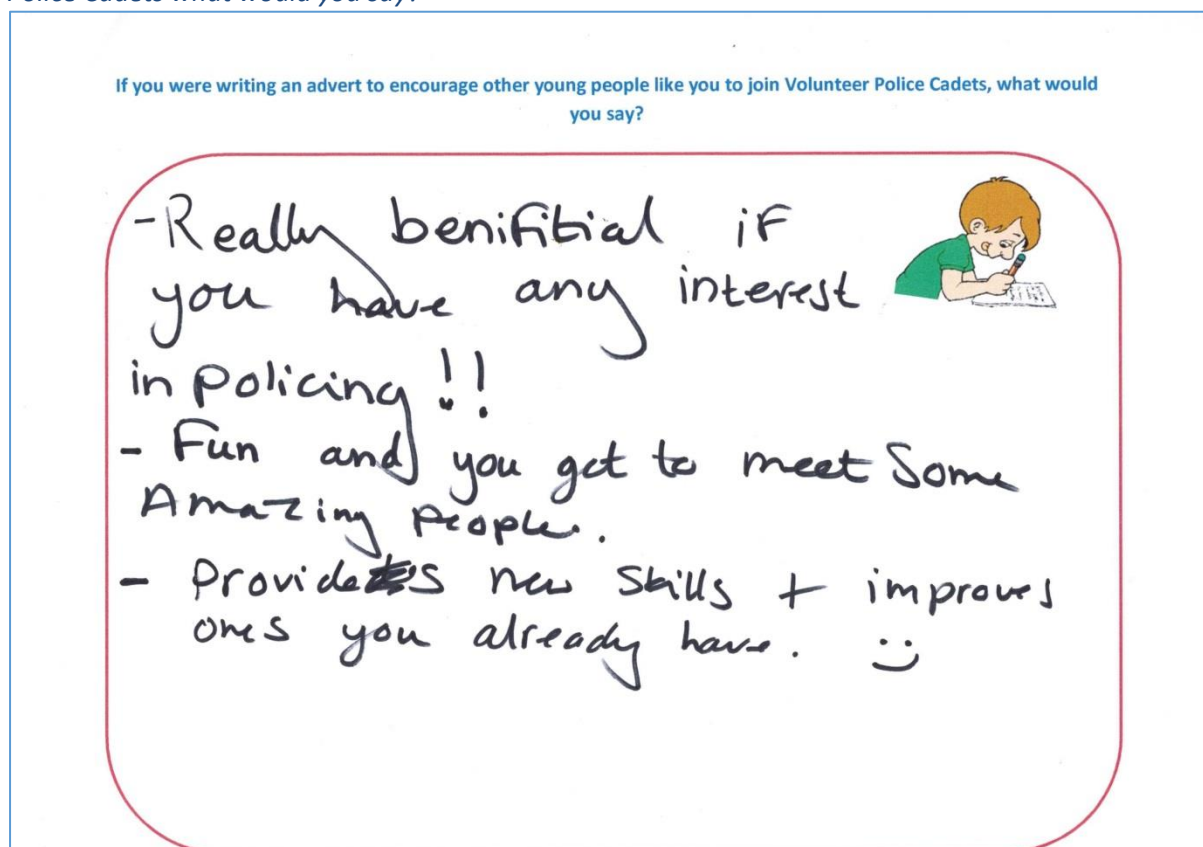 Police Cadets what would you say?
If you were writing an advert to encourage other young people like you to join Volunteer Police Cadets, what would
you say?
- Really benifitial if
you have any interest
in policing !!
- Fun and you get to meet Some
Amazing People.
- Provides new Skills + improves
ones you already have. :)